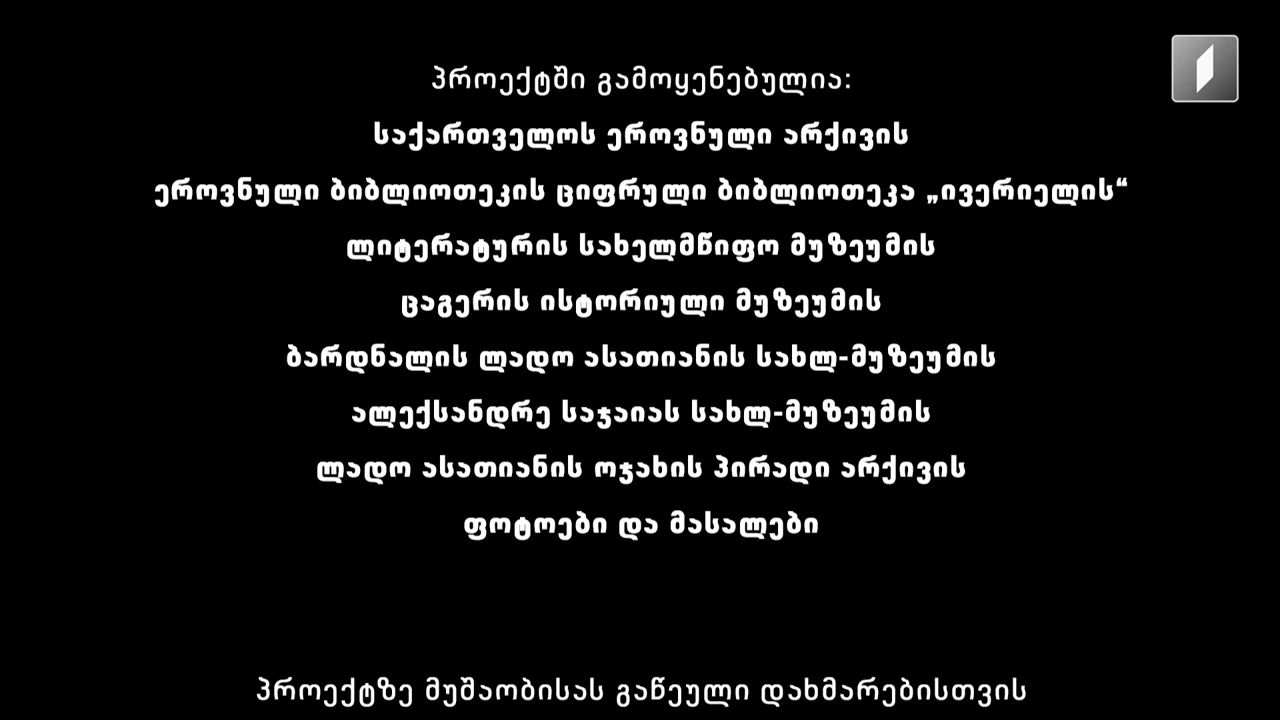 პროექტში გამოყენებულია:
საქართველოს ეროვნული არქივის
ეროვნული ბიბლიოთეკის ციფრული ბიბლიოთეკა „ივერიელის“
ლიტერატურის სახელმწიფო მუზეუმის
ცაგერის ისტორიული მუზეუმის
ბარდნალის ლადო ასათიანის სახლ-მუზეუმის
ალექსანდრე საჯაიას სახლ-მუზეუმის
ლადო ასათიანის ოჯახის პირადი არქივის
ფოტოები და მასალები
პროექტზე მუშაობისას გაწეული დახმარებისთვის